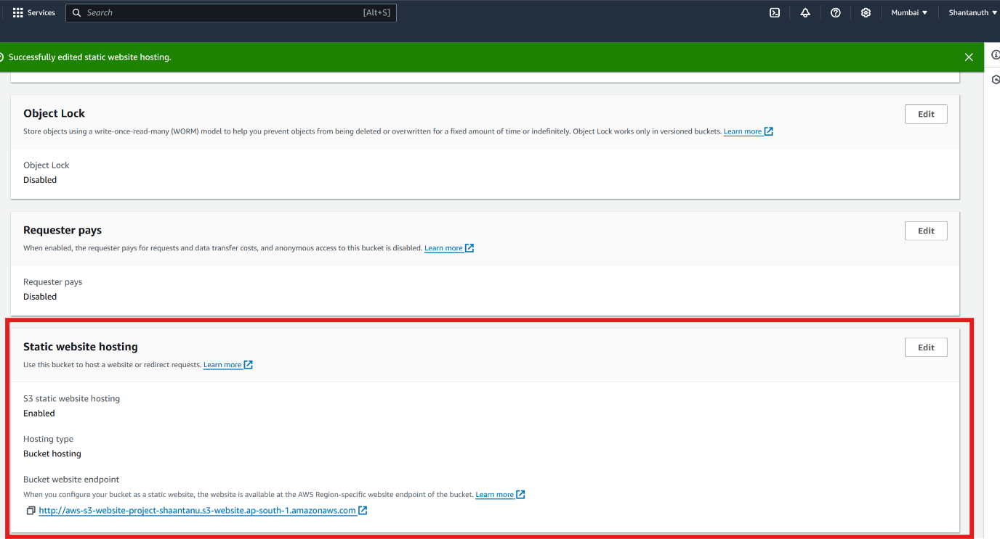 Services
Search [Alt+S]
Mumbai ▼
Shantanuth ▼
Successfully edited static website hosting.
Object Lock
Edit
Store objects using a write-once-read-many (WORM) model to help you prevent objects from being deleted or overwritten for a fixed amount of time or indefinitely. Object Lock works only in versioned buckets. Learn more
Object Lock
Disabled
Requester pays
Edit
When enabled, the requester pays for requests and data transfer costs, and anonymous access to this bucket is disabled. Learn more
Requester pays
Disabled
Static website hosting
Edit
Use this bucket to host a website or redirect requests. Learn more
S3 static website hosting
Enabled
Hosting type
Bucket hosting
Bucket website endpoint
When you configure your bucket as a static website, the website is available at the AWS Region-specific website endpoint of the bucket. Learn more
http://aws-s3-website-project-shaantanu.s3-website.ap-south-1.amazonaws.com